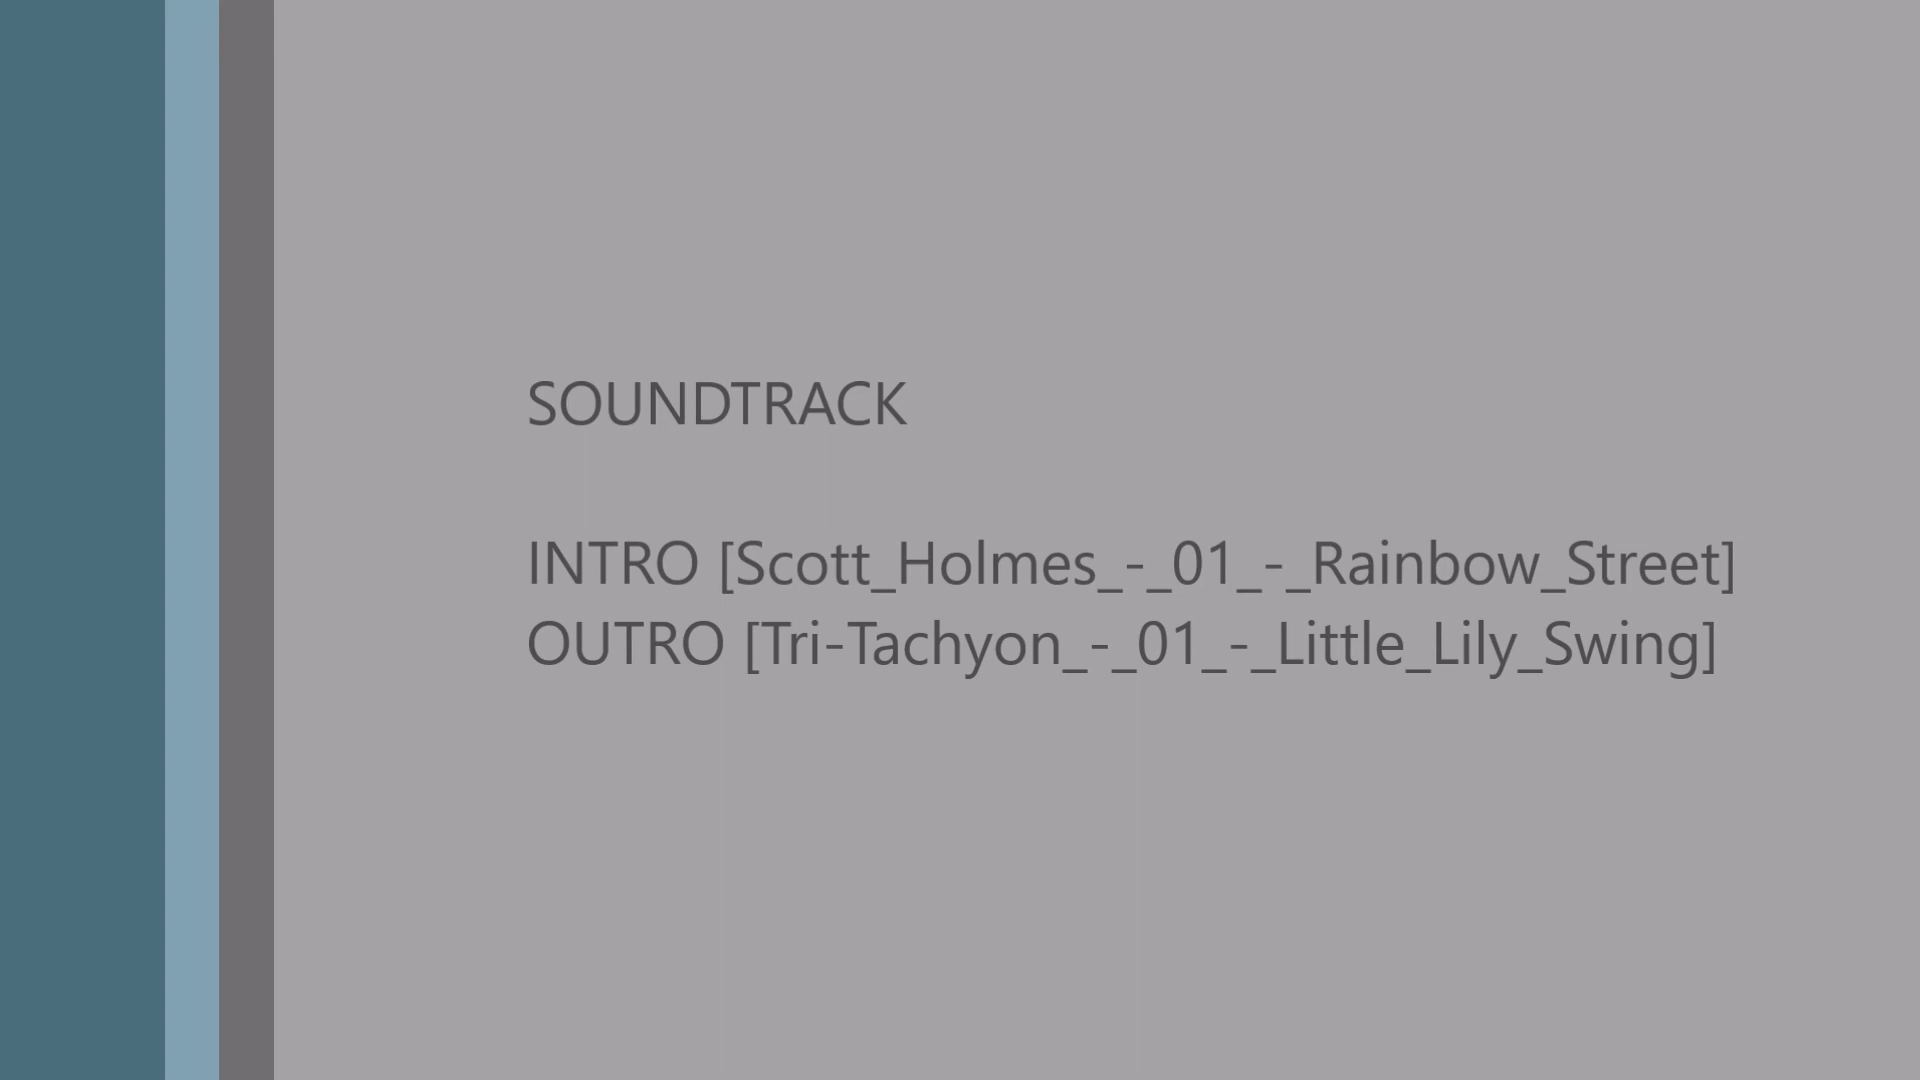 SOUNDTRACK
INTRO [Scott_Holmes_-_01_-_Rainbow_Street]
OUTRO [Tri-Tachyon_-_01_-_Little_Lily_Swing]